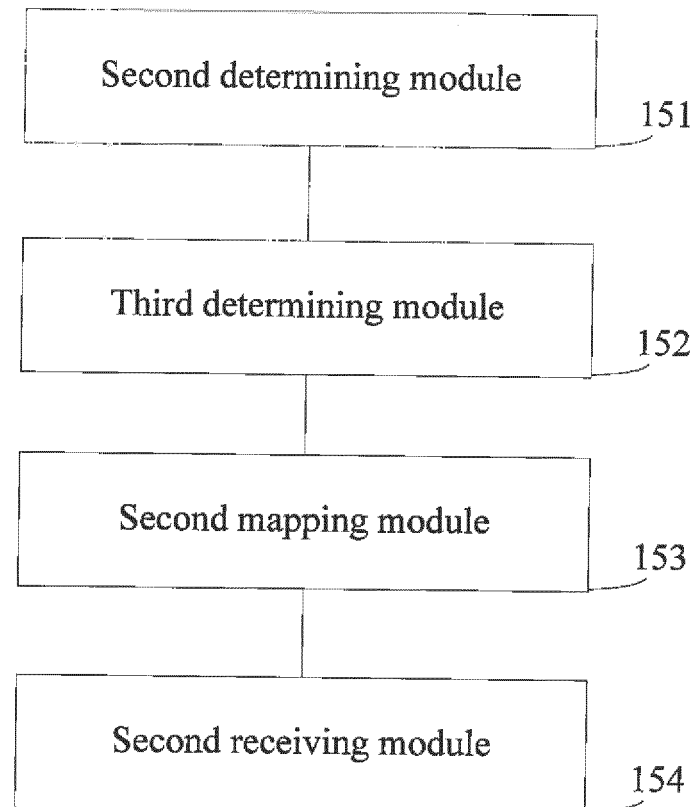 Second determining module
151
Third determining module
152
Second mapping module
153
Second receiving module
154